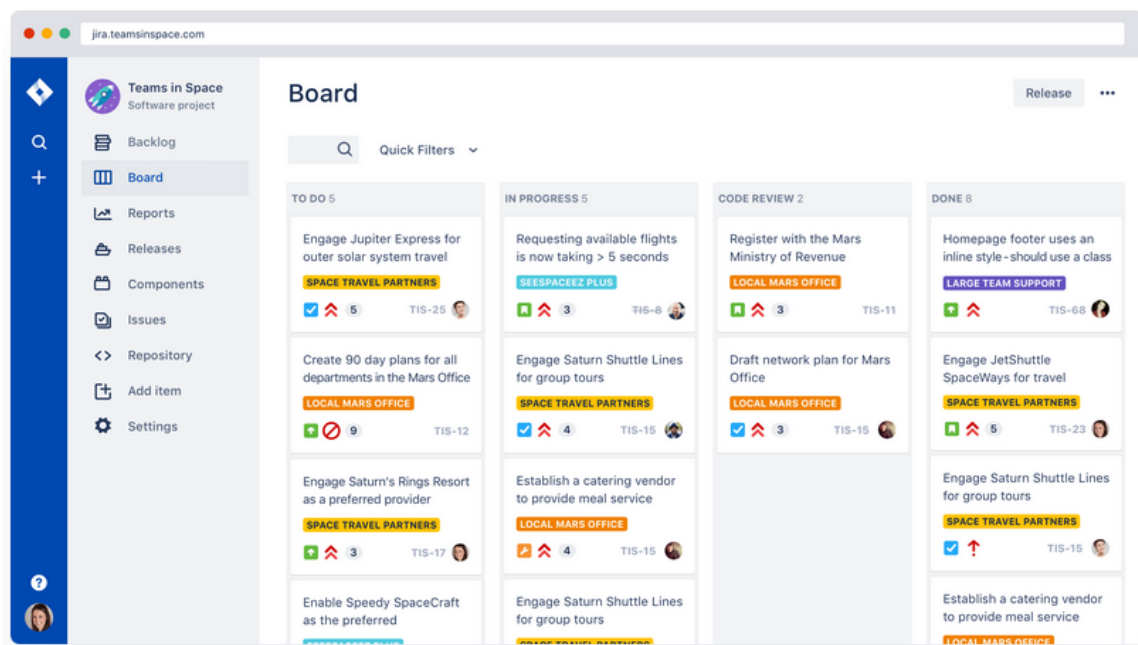 jira.teamsinspace.com
Teams in Space
Software project
Backlog
Board
Reports
Releases
Components
Issues
Repository
Add item
Settings
Board
Release
Quick Filters
TO DO 5
Engage Jupiter Express for
outer solar system travel
SPACE TRAVEL PARTNERS
5 TIS-25
Create 90 day plans for all
departments in the Mars Office
LOCAL MARS OFFICE
9 TIS-12
Engage Saturn's Rings Resort
as a preferred provider
SPACE TRAVEL PARTNERS
3 TIS-17
Enable Speedy SpaceCraft
as the preferred
SEESPACEEZ PLUS
IN PROGRESS 5
Requesting available flights
is now taking > 5 seconds
SEESPACEEZ PLUS
3 TIS-8
Engage Saturn Shuttle Lines
for group tours
SPACE TRAVEL PARTNERS
4 TIS-15
Establish a catering vendor
to provide meal service
LOCAL MARS OFFICE
4 TIS-15
Engage Saturn Shuttle Lines
for group tours
SPACE TRAVEL PARTNERS
CODE REVIEW 2
Register with the Mars
Ministry of Revenue
LOCAL MARS OFFICE
3 TIS-11
Draft network plan for Mars
Office
LOCAL MARS OFFICE
3 TIS-15
DONE 8
Homepage footer uses an
inline style-should use a class
LARGE TEAM SUPPORT
TIS-68
Engage JetShuttle
SpaceWays for travel
SPACE TRAVEL PARTNERS
5 TIS-23
Engage Saturn Shuttle Lines
for group tours
SPACE TRAVEL PARTNERS
TIS-15
Establish a catering vendor
to provide meal service
LOCAL MARS OFFICE
?